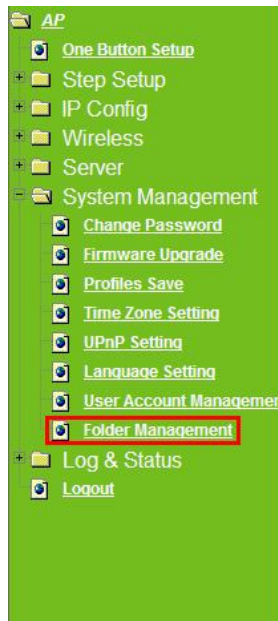 AP
One Button Setup
Step Setup
IP Config
Wireless
Server
System Management
Change Password
Firmware Upgrade
Profiles Save
Time Zone Setting
UPnP Setting
Language Setting
User Account Managemen
Folder Management
Log & Status
Logout